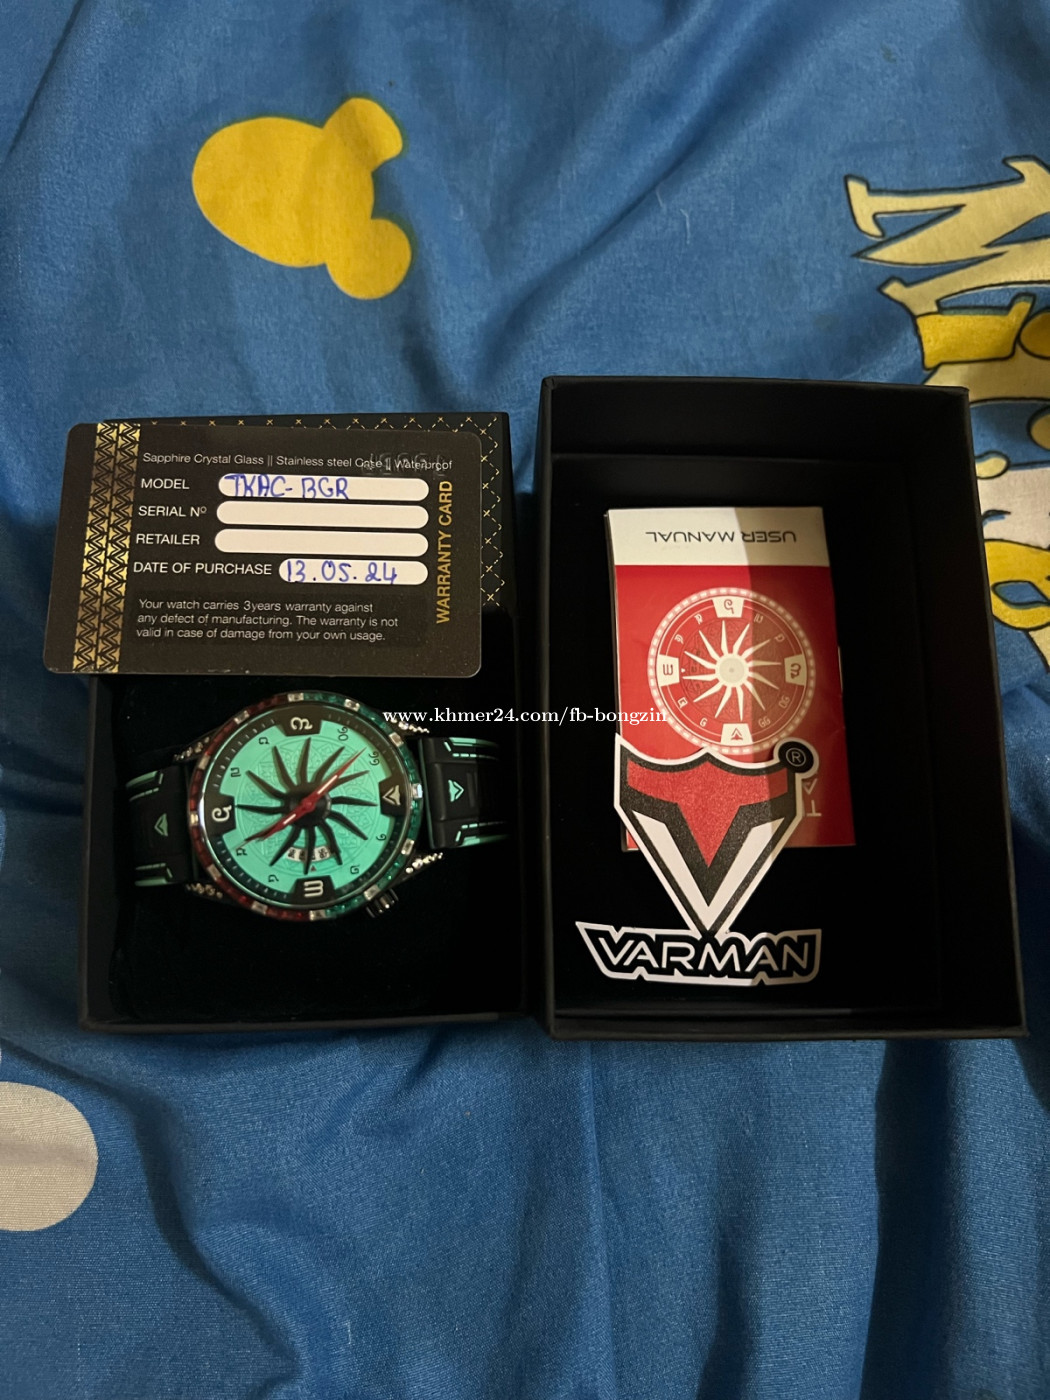 Sapphire Crystal Glass || Stainless steel Case || Waterproof
MODEL TKAC-BGR
SERIAL Nº
RETAILER
DATE OF PURCHASE 13.05.24
Your watch carries 3years warranty against
any defect of manufacturing. The warranty is not
valid in case of damage from your own usage.
WARRANTY CARD
USER MANUAL
www.khmer24.com/fb-bongzin
®
VARMAN